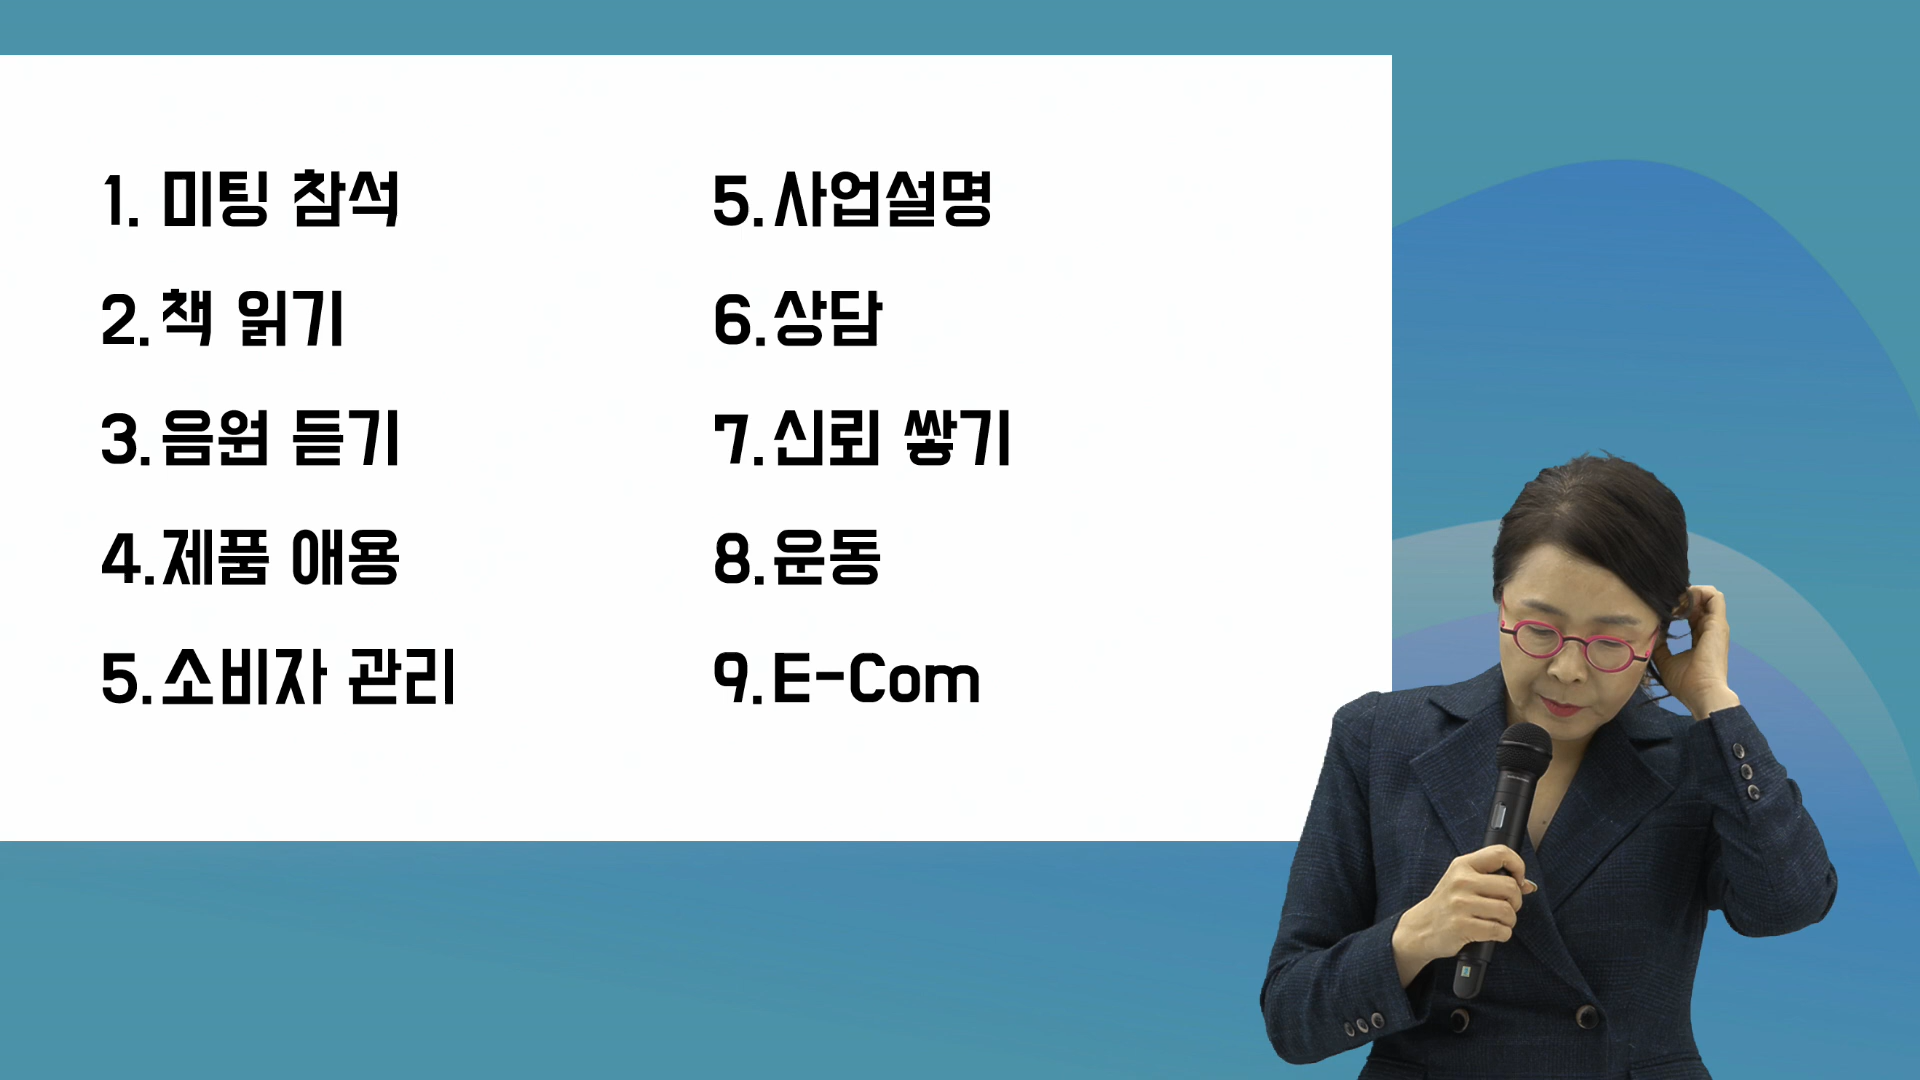 1. 미팅 참석
2. 책 읽기
3. 음원 듣기
4. 제품 애용
5. 소비자 관리
5. 사업설명
6. 상담
7. 신뢰 쌓기
8. 운동
9. E-Com